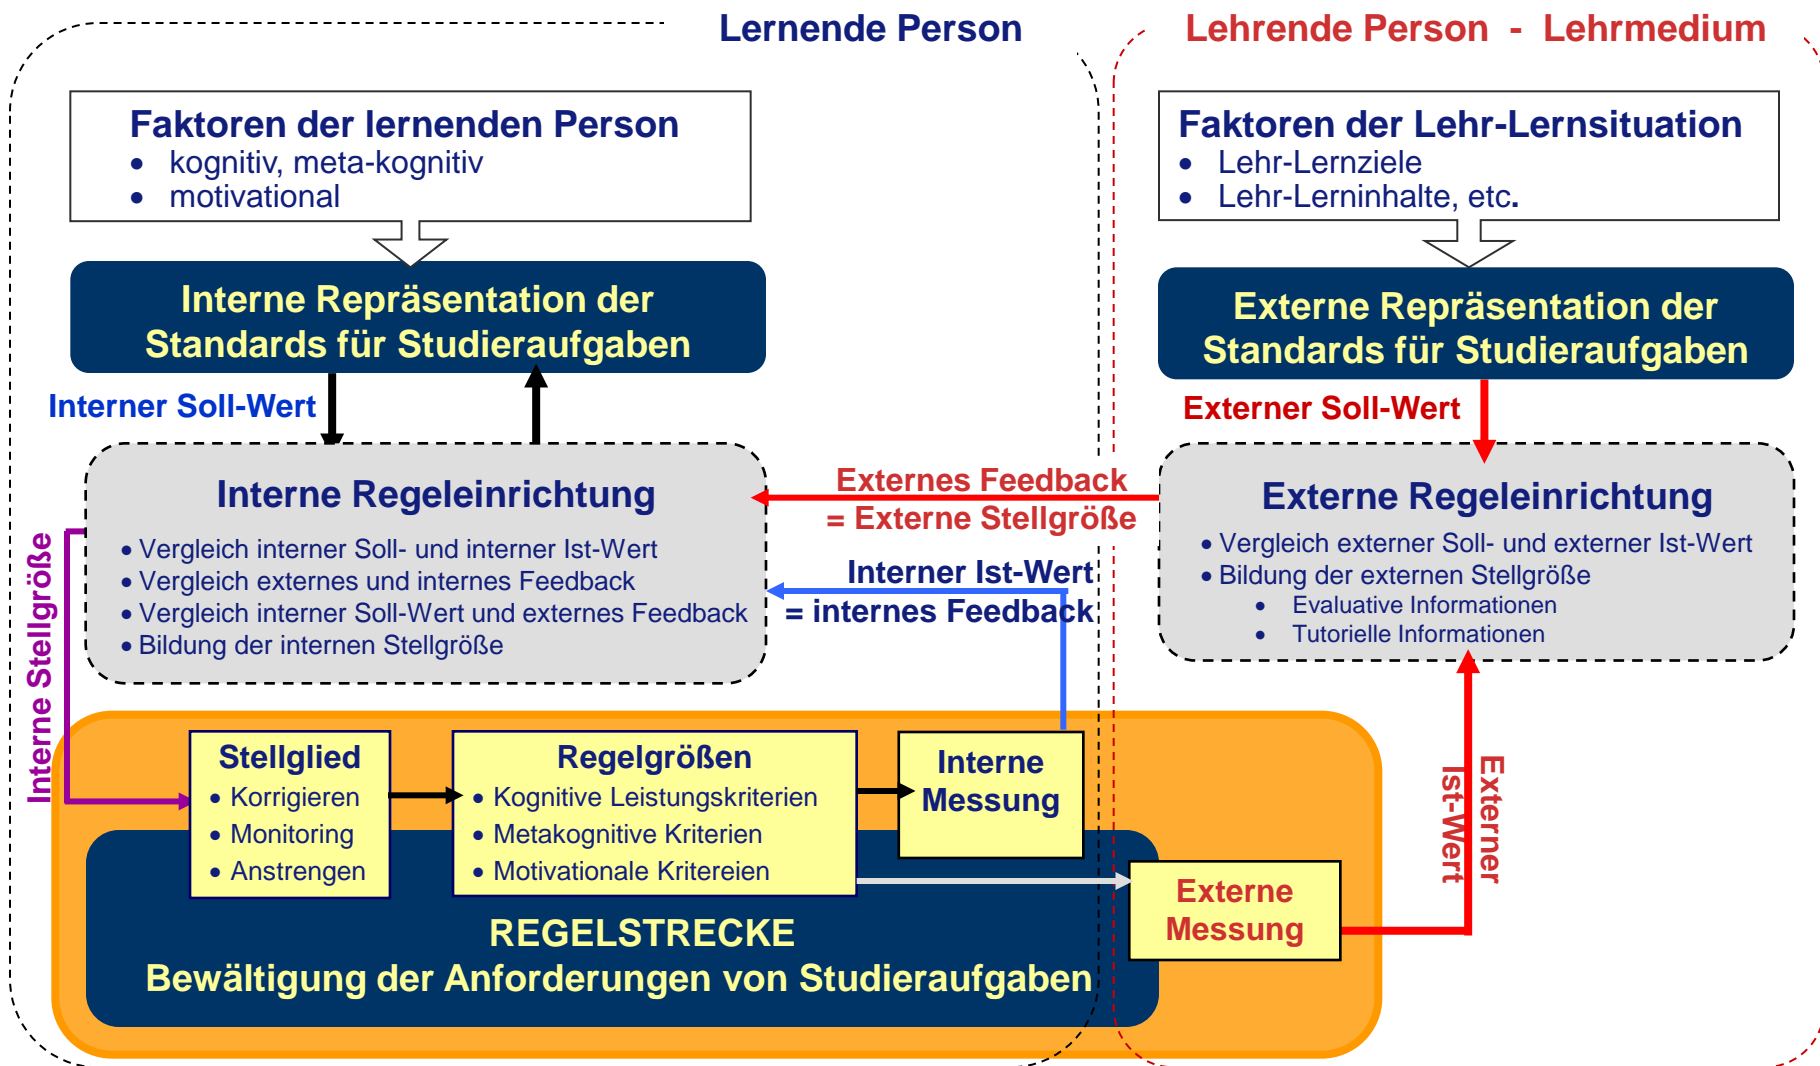 Lernende Person
Lehrende Person - Lehrmedium
Faktoren der lernenden Person
• kognitiv, meta-kognitiv
• motivational
Faktoren der Lehr-Lernsituation
• Lehr-Lernziele
• Lehr-Lerninhalte, etc.
Interne Repräsentation der
Standards für Studieraufgaben
Externe Repräsentation der
Standards für Studieraufgaben
Interner Soll-Wert
Externer Soll-Wert
Interne Regeleinrichtung
• Vergleich interner Soll- und interner Ist-Wert
• Vergleich externes und internes Feedback
• Vergleich interner Soll-Wert und externes Feedback
• Bildung der internen Stellgröße
Externes Feedback
= Externe Stellgröße
Interner Ist-Wert
= internes Feedback
Externe Regeleinrichtung
• Vergleich externer Soll- und externer Ist-Wert
• Bildung der externen Stellgröße
• Evaluative Informationen
• Tutorielle Informationen
Interne Stellgröße
Stellglied
• Korrigieren
• Monitoring
• Anstrengen
Regelgrößen
• Kognitive Leistungskriterien
• Metakognitive Kriterien
• Motivationale Kritereien
Interne
Messung
Externe
Messung
Externer
Ist-Wert
REGELSTRECKE
Bewältigung der Anforderungen von Studieraufgaben